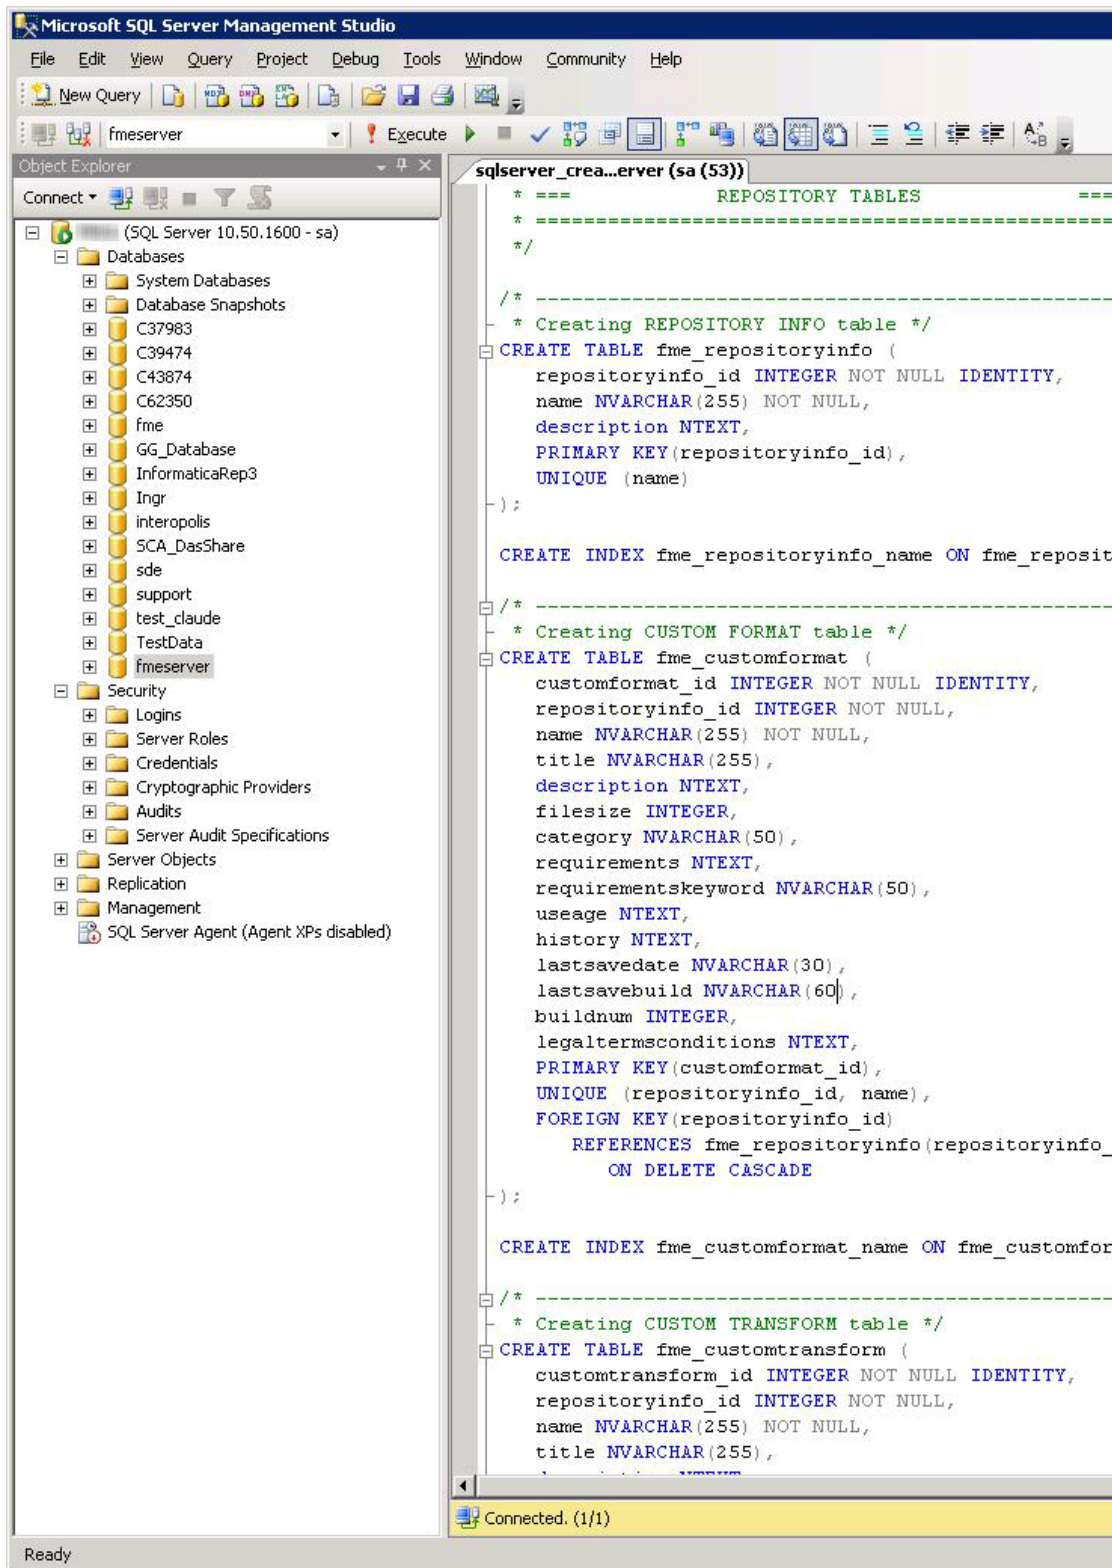 Microsoft SQL Server Management Studio
File Edit View Query Project Debug Tools Window Community Help
New Query
fmeserver Execute
Object Explorer
Connect
(SQL Server 10.50.1600 - sa)
Databases
System Databases
Database Snapshots
C37983
C39474
C43874
C62350
fme
GG_Database
InformaticaRep3
Ingr
interopolis
SCA_DasShare
sde
support
test_claude
TestData
fmeserver
Security
Logins
Server Roles
Credentials
Cryptographic Providers
Audits
Server Audit Specifications
Server Objects
Replication
Management
SQL Server Agent (Agent XPs disabled)
sqlserver_crea...erver (sa (53))
* === REPOSITORY TABLES ===
* ================================================
*/
/* ------------------------------------------------
* Creating REPOSITORY INFO table */
CREATE TABLE fme_repositoryinfo (
repositoryinfo_id INTEGER NOT NULL IDENTITY,
name NVARCHAR(255) NOT NULL,
description NTEXT,
PRIMARY KEY(repositoryinfo_id),
UNIQUE (name)
);
CREATE INDEX fme_repositoryinfo_name ON fme_reposit
/* ------------------------------------------------
* Creating CUSTOM FORMAT table */
CREATE TABLE fme_customformat (
customformat_id INTEGER NOT NULL IDENTITY,
repositoryinfo_id INTEGER NOT NULL,
name NVARCHAR(255) NOT NULL,
title NVARCHAR(255),
description NTEXT,
filesize INTEGER,
category NVARCHAR(50),
requirements NTEXT,
requirementskeyword NVARCHAR(50),
useage NTEXT,
history NTEXT,
lastsavedate NVARCHAR(30),
lastsavebuild NVARCHAR(60),
buildnum INTEGER,
legaltermsconditions NTEXT,
PRIMARY KEY(customformat_id),
UNIQUE (repositoryinfo_id, name),
FOREIGN KEY(repositoryinfo_id)
REFERENCES fme_repositoryinfo(repositoryinfo_
ON DELETE CASCADE
);
CREATE INDEX fme_customformat_name ON fme_customfor
/* ------------------------------------------------
* Creating CUSTOM TRANSFORM table */
CREATE TABLE fme_customtransform (
customtransform_id INTEGER NOT NULL IDENTITY,
repositoryinfo_id INTEGER NOT NULL,
name NVARCHAR(255) NOT NULL,
title NVARCHAR(255),
Connected. (1/1)
Ready